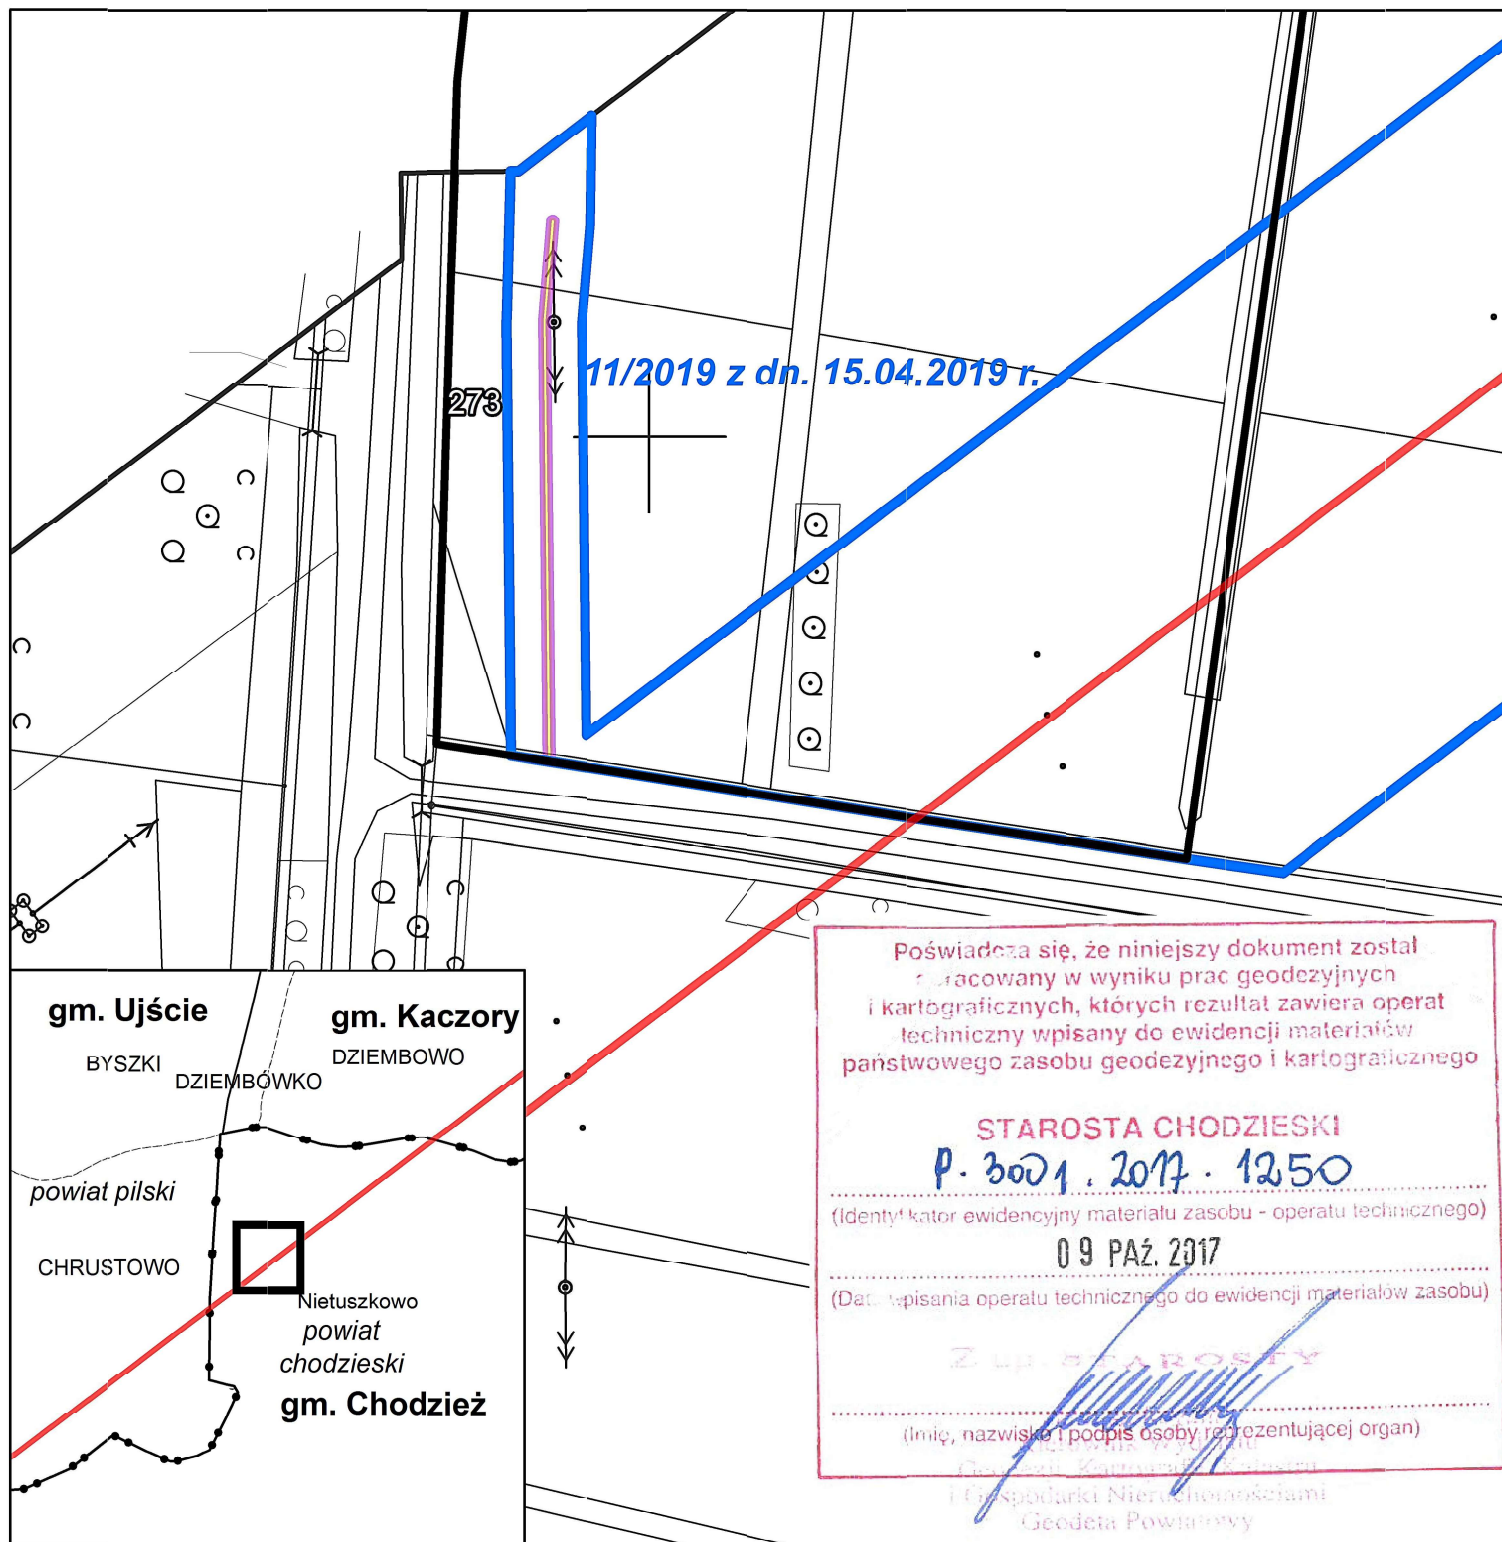 11/2019 z dn. 15.04.2019 r.
273
gm. Ujście
gm. Kaczory
BYSZKI
DZIEMBOWO
DZIEMBÓWKO
powiat pilski
CHRUSTOWO
Nietuszkowo
powiat
chodzieski
gm. Chodzież
Poświadcza się, że niniejszy dokument został
opracowany w wyniku prac geodezyjnych
i kartograficznych, których rezultat zawiera operat
techniczny wpisany do ewidencji materiałów
państwowego zasobu geodezyjnego i kartograficznego
STAROSTA CHODZIESKI
P. 3001. 2017. 1250
(Identyfikator ewidencyjny materiału zasobu - operatu technicznego)
09 PAŹ. 2017
(Data wpisania operatu technicznego do ewidencji materiałów zasobu)
Z up. STAROSTY
(Imię, nazwisko i podpis osoby reprezentującej organ)
i Gospodarki Nieruchomościami
Geodeta Powiatowy